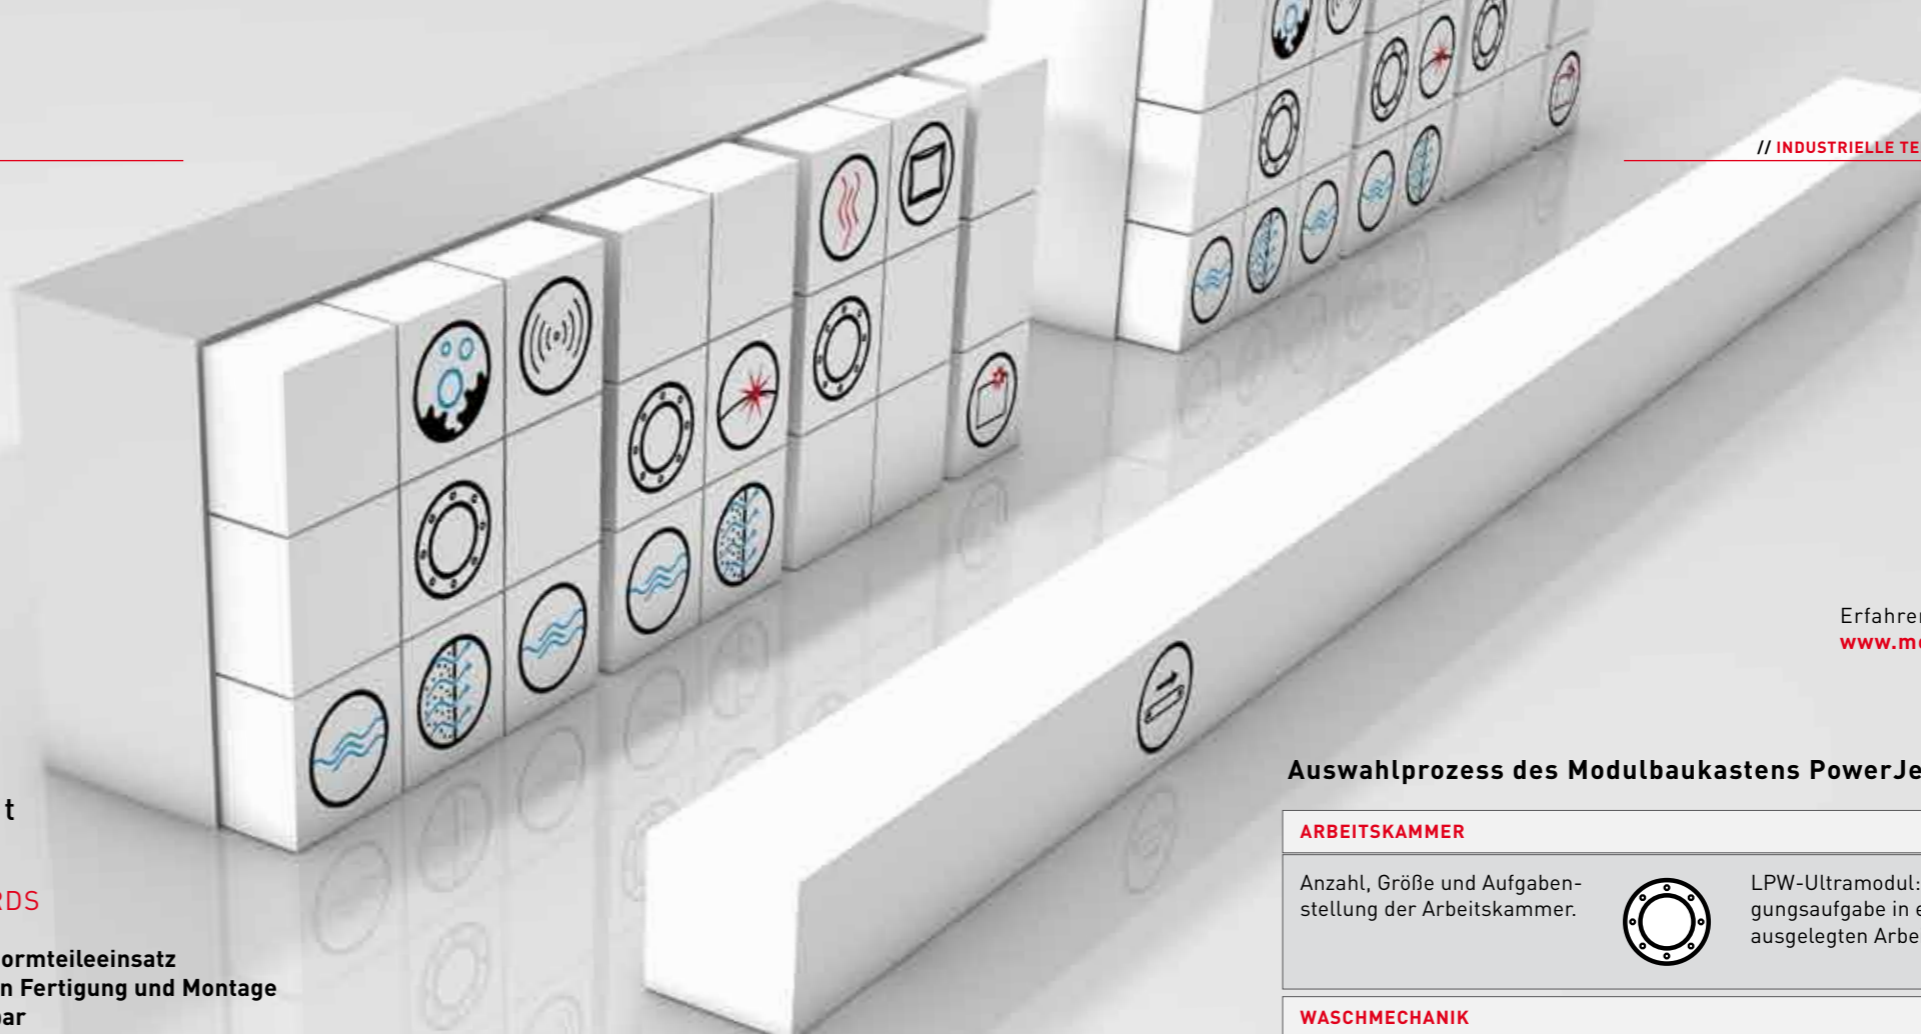 // INDUSTRIELLE TE
Erfahren
www.mo
t
RDS
ormteileeinsatz
n Fertigung und Montage
bar
Auswahlprozess des Modulbaukastens PowerJe
ARBEITSKAMMER
Anzahl, Größe und Aufgaben-
stellung der Arbeitskammer.
LPW-Ultramodul:
gungsaufgabe in e
ausgelegten Arbe
WASCHMECHANIK